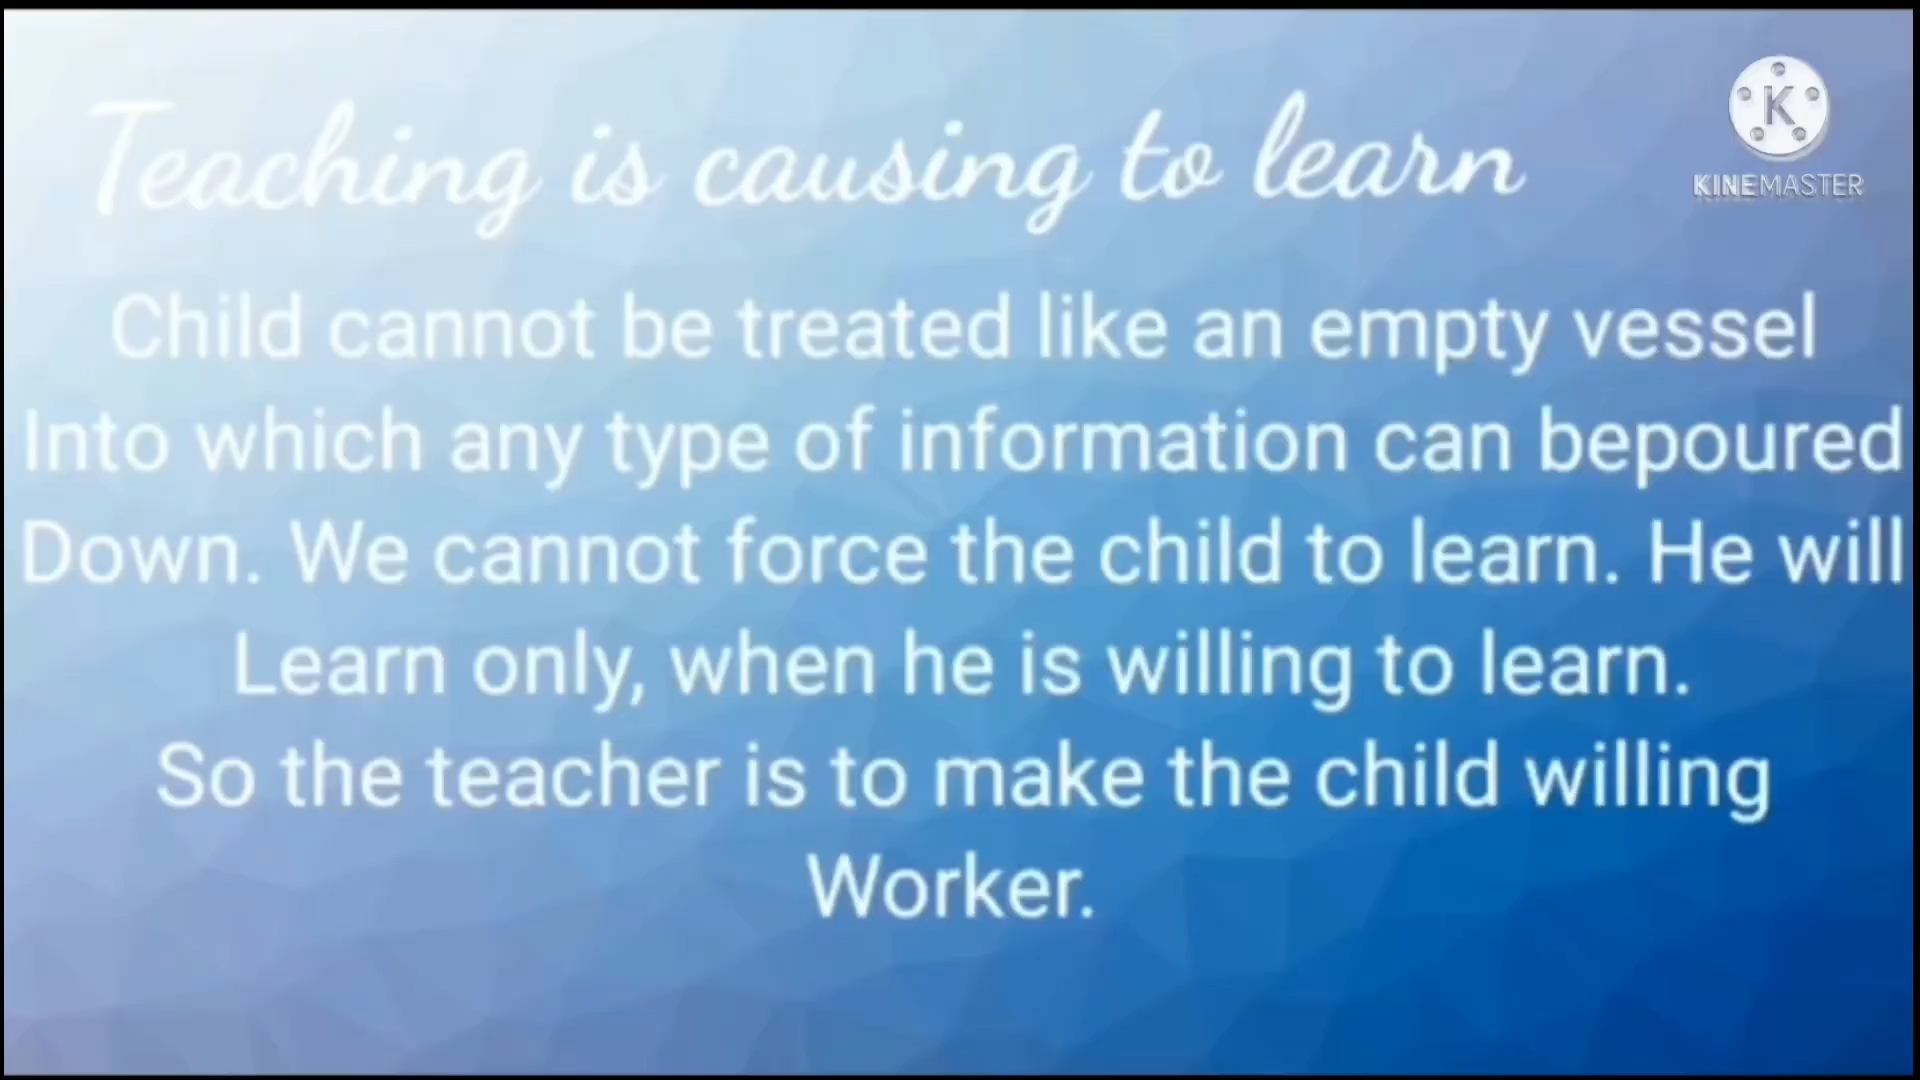 Teaching is causing to learn
K
KINEMASTER
Child cannot be treated like an empty vessel
Into which any type of information can bepoured
Down. We cannot force the child to learn. He will
Learn only, when he is willing to learn.
So the teacher is to make the child willing
Worker.